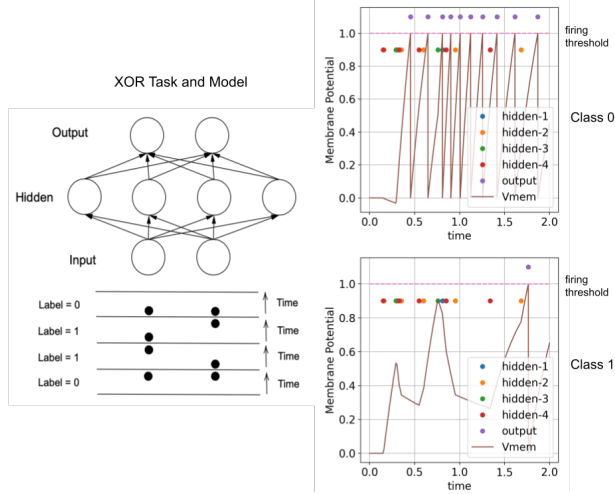 XOR Task and Model
Output
Hidden
Input
Label = 0
Time
Label = 1
Time
Label = 1
Time
Label = 0
Time
Membrane Potential
1.0
0.8
0.6
0.4
0.2
0.0
0.0
0.5
1.0
1.5
2.0
time
hidden-1
hidden-2
hidden-3
hidden-4
output
Vmem
firing
threshold
Class 0
Membrane Potential
1.0
0.8
0.6
0.4
0.2
0.0
0.0
0.5
1.0
1.5
2.0
time
hidden-1
hidden-2
hidden-3
hidden-4
output
Vmem
firing
threshold
Class 1